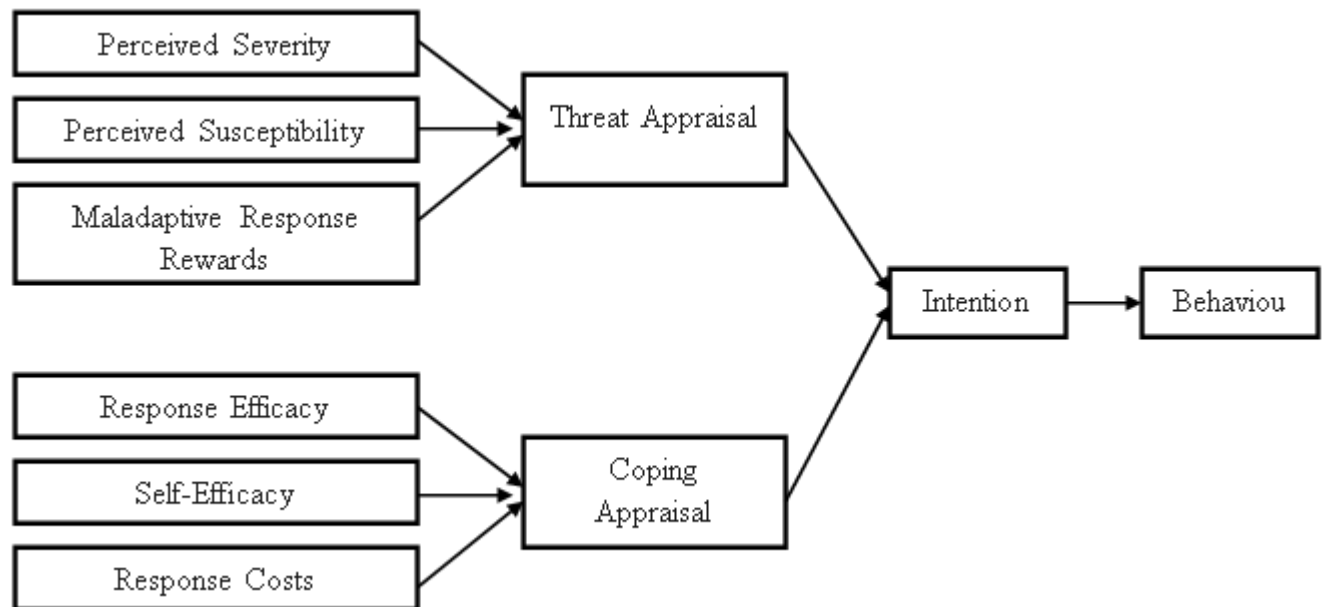 Perceived Severity
Perceived Susceptibility
Maladaptive Response
Rewards
Threat Appraisal
Response Efficacy
Self-Efficacy
Response Costs
Coping
Appraisal
Intention
Behaviou